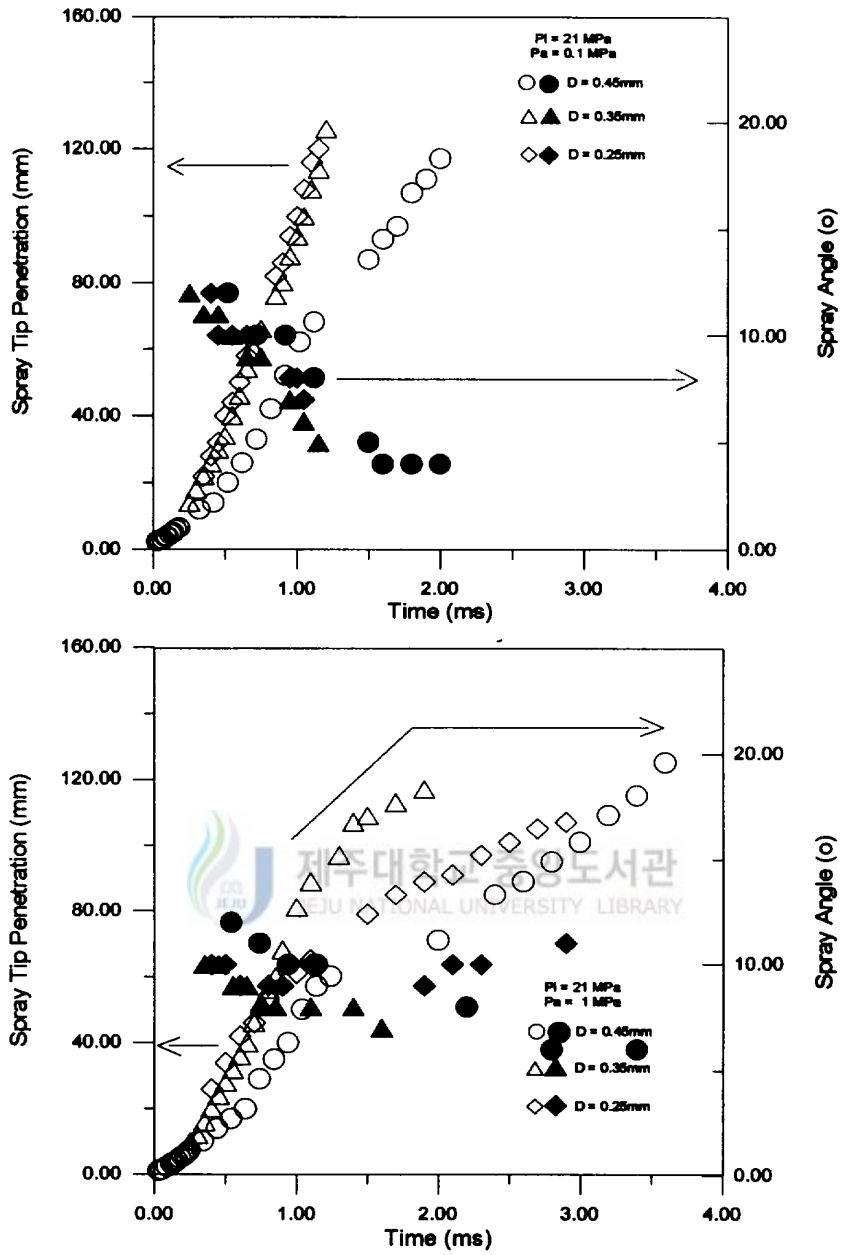 160.00
120.00
80.00
40.00
0.00
Spray Tip Penetration (mm)
Pi = 21 MPa
Pa = 0.1 MPa
D = 0.45mm
D = 0.35mm
D = 0.25mm
20.00
10.00
0.00
Spray Angle (o)
0.00 1.00 2.00 3.00 4.00
Time (ms)
160.00
120.00
80.00
40.00
0.00
Spray Tip Penetration (mm)
제주대학교 중앙도서관
JEJU NATIONAL UNIVERSITY LIBRARY
JEJU
Pi = 21 MPa
Pa = 1 MPa
D = 0.45mm
D = 0.35mm
D = 0.25mm
20.00
10.00
0.00
Spray Angle (o)
0.00 1.00 2.00 3.00 4.00
Time (ms)